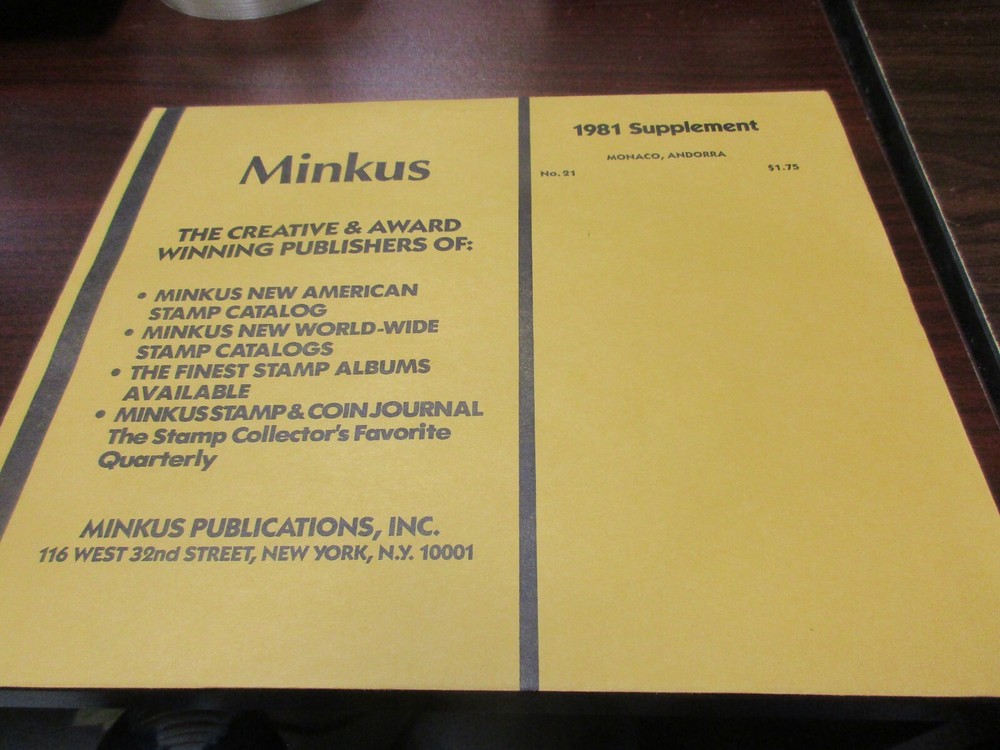 Minkus
THE CREATIVE & AWARD
WINNING PUBLISHERS OF:
• MINKUS NEW AMERICAN
STAMP CATALOG
• MINKUS NEW WORLD-WIDE
STAMP CATALOGS
• THE FINEST STAMP ALBUMS
AVAILABLE
• MINKUS STAMP & COIN JOURNAL
The Stamp Collector's Favorite
Quarterly
MINKUS PUBLICATIONS, INC.
116 WEST 32nd STREET, NEW YORK, N.Y. 10001
1981 Supplement
MONACO, ANDORRA
No. 21 $1.75